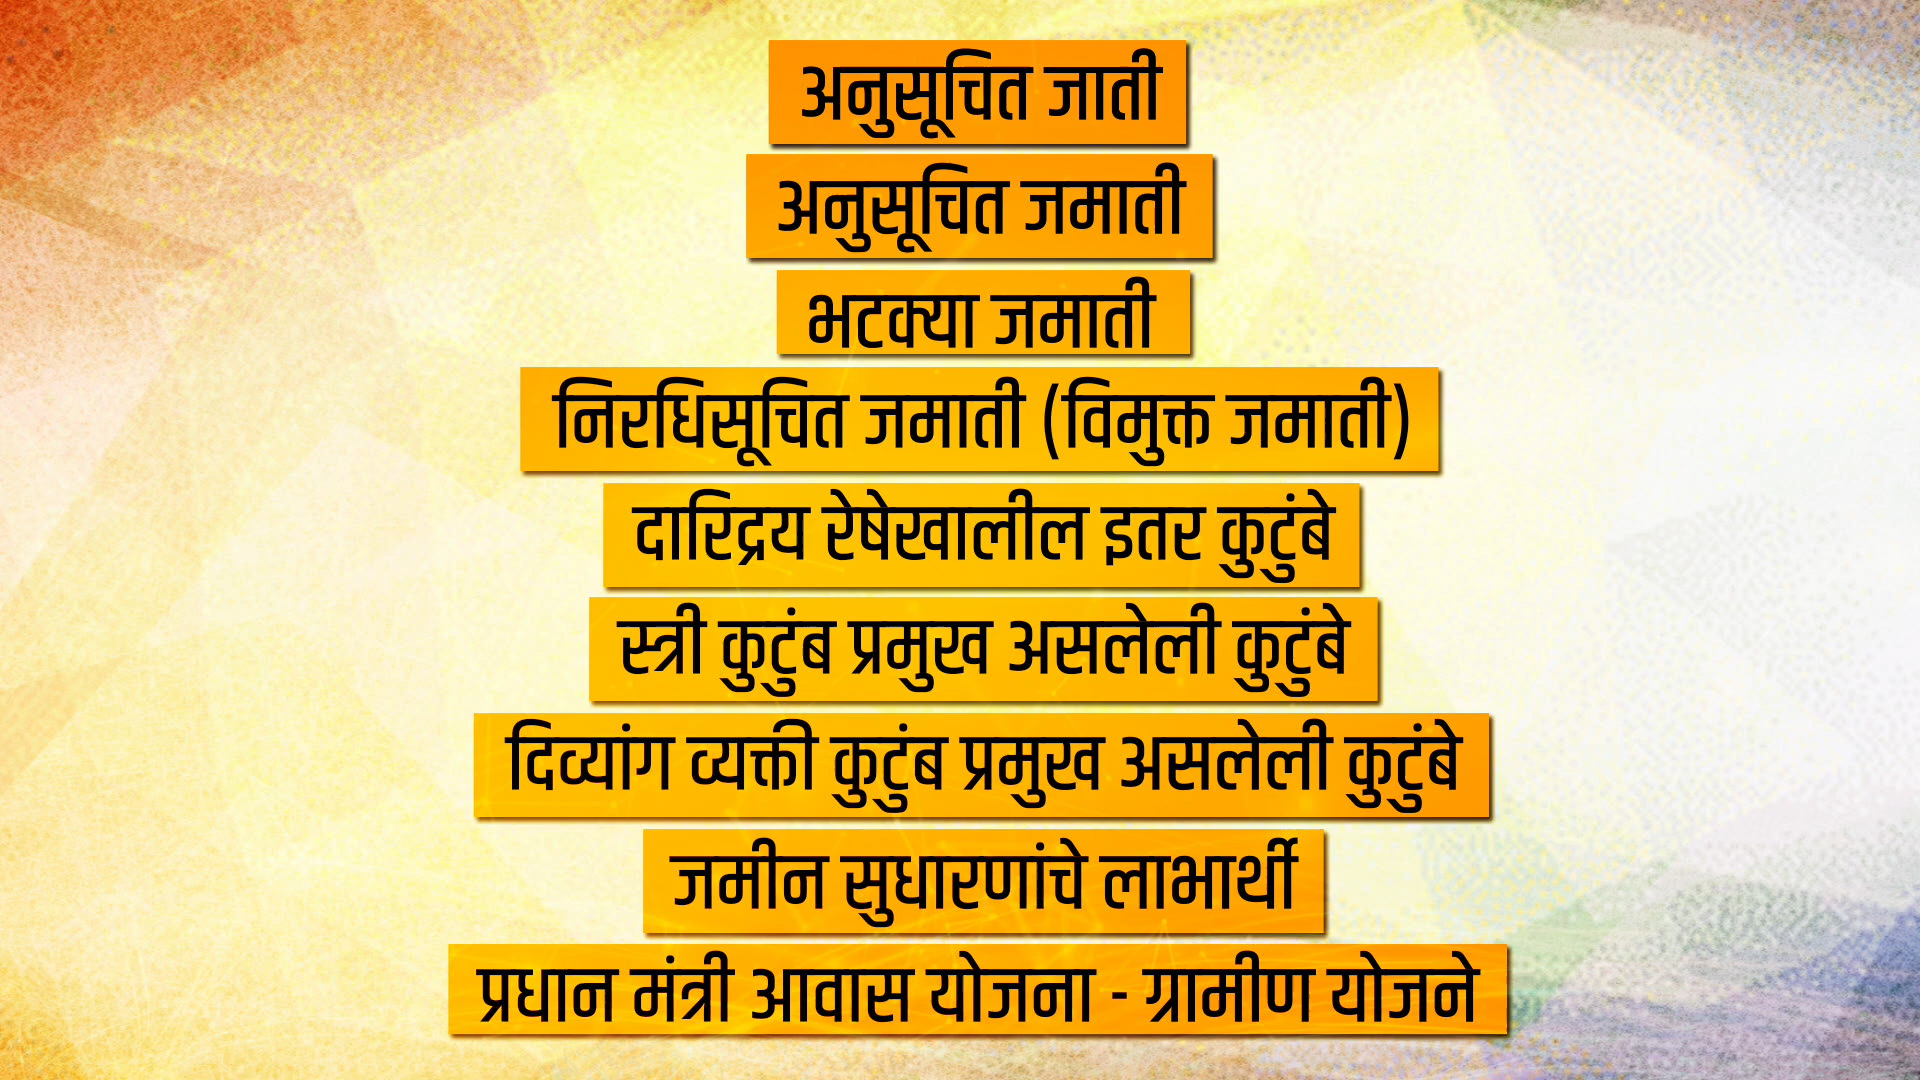 अनुसूचित जाती
अनुसूचित जमाती
भटक्या जमाती
निरधिसूचित जमाती (विमुक्त जमाती)
दारिद्रय रेषेखालील इतर कुटुंबे
स्त्री कुटुंब प्रमुख असलेली कुटुंबे
दिव्यांग व्यक्ती कुटुंब प्रमुख असलेली कुटुंबे
जमीन सुधारणांचे लाभार्थी
प्रधान मंत्री आवास योजना - ग्रामीण योजने